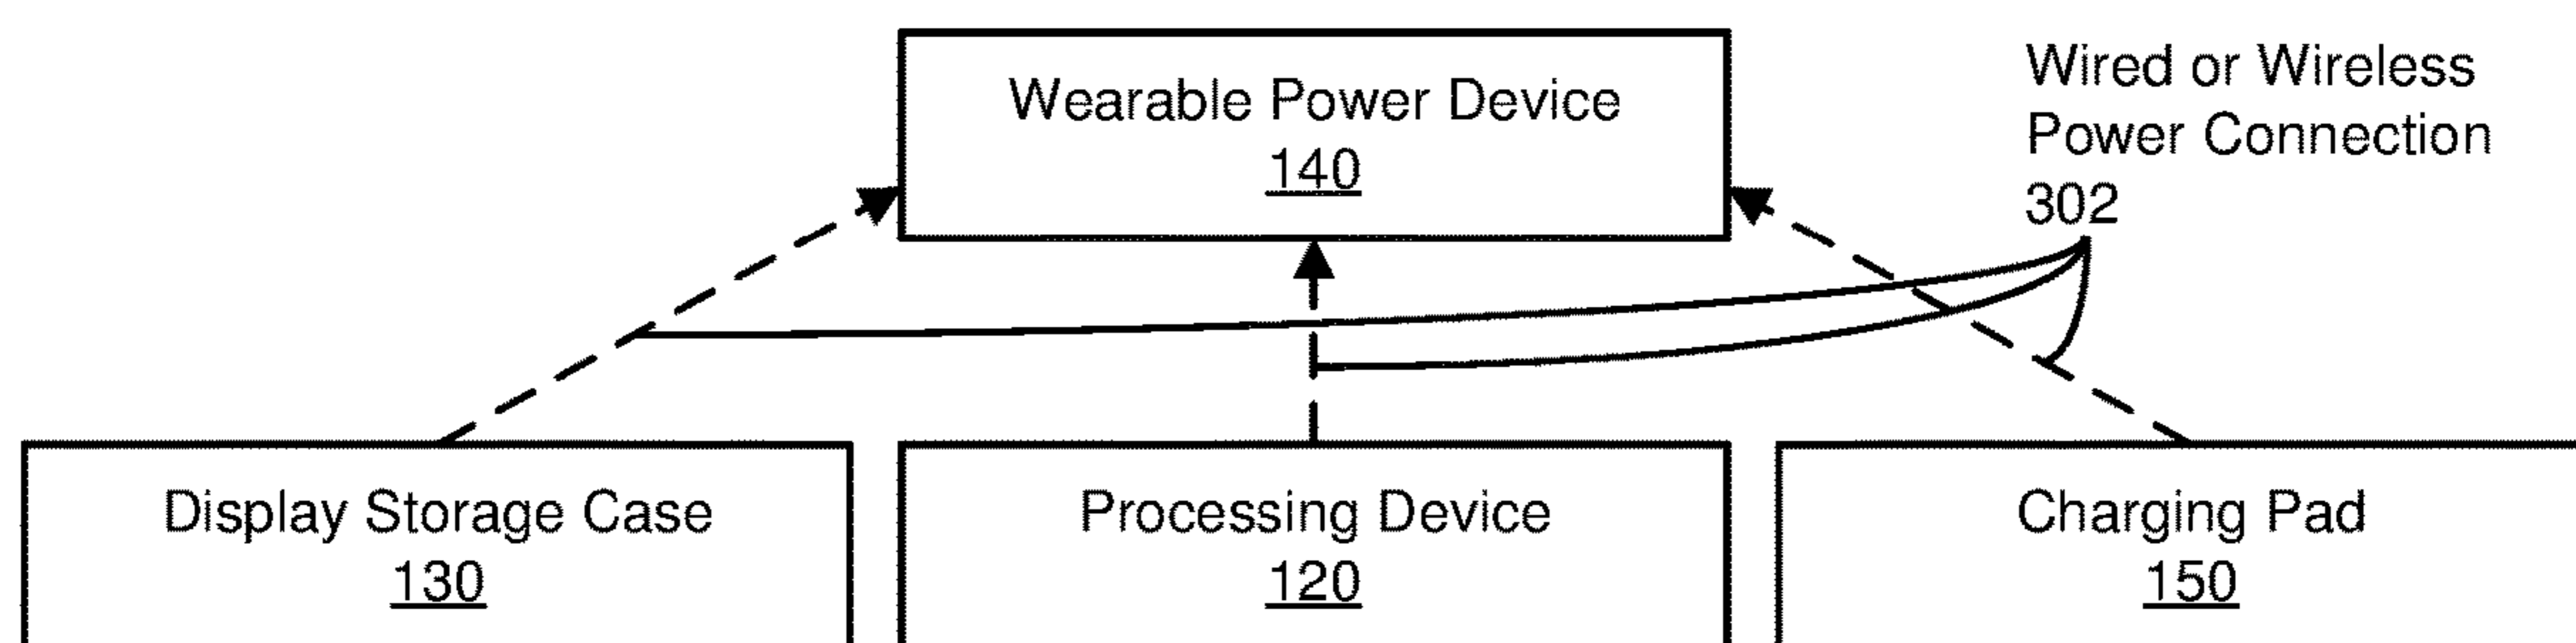 Wearable Power Device
140
Wired or Wireless
Power Connection
302
Display Storage Case
130
Processing Device
120
Charging Pad
150